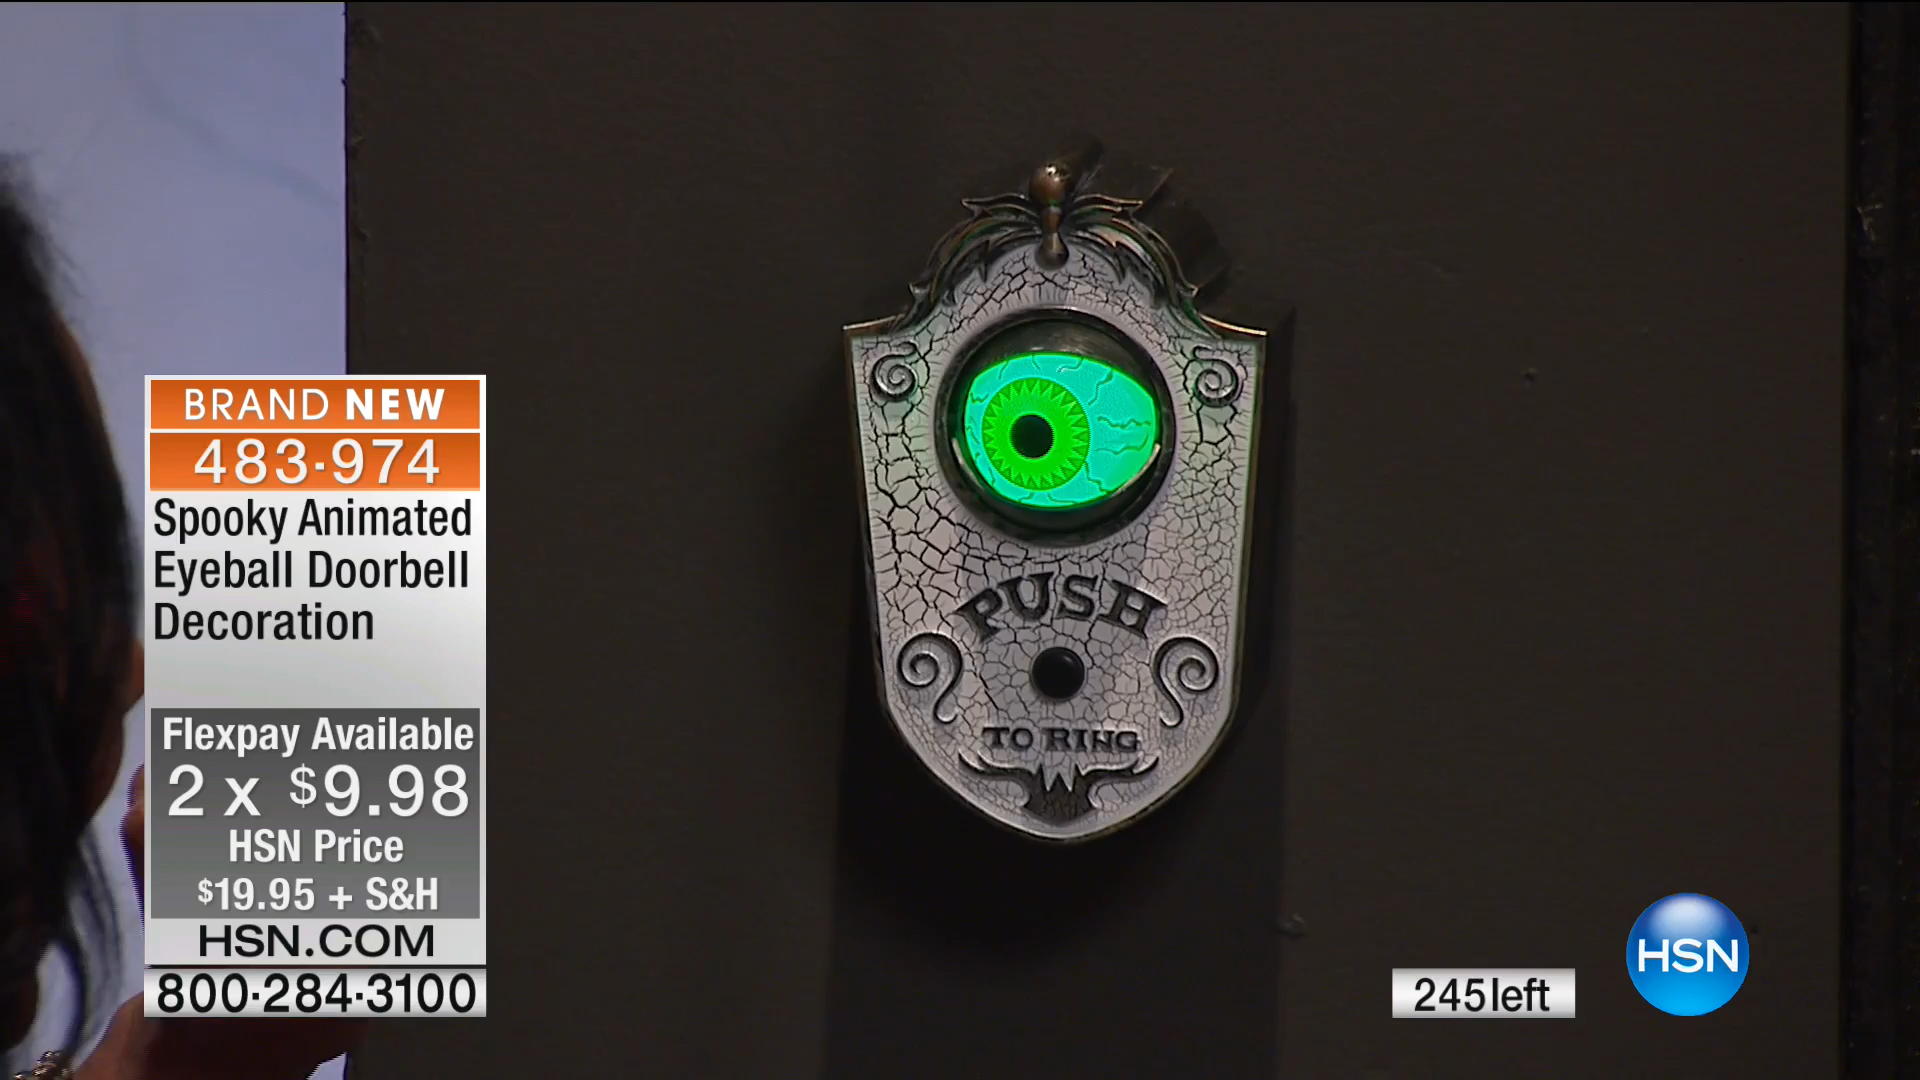 BRAND NEW
483·974
Spooky Animated
Eyeball Doorbell
Decoration
Flexpay Available
2 x $9.98
HSN Price
$19.95 + S&H
HSN.COM
800·284·3100
PUSH
TO RING
245 left
HSN